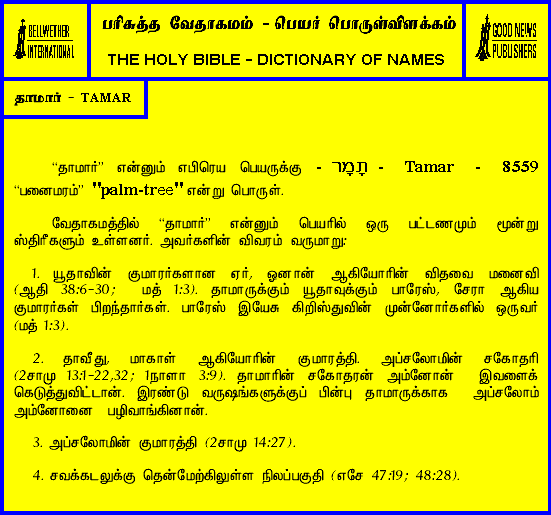 BELLWETHER
INTERNATIONAL
பரிசுத்த வேதாகமம் - பெயர் பொருள்விளக்கம்
THE HOLY BIBLE - DICTIONARY OF NAMES
GOOD NEWS
PUBLISHERS
தாமார் - TAMAR
“தாமார்” என்னும் எபிரெய பெயருக்கு - תָּמָר - Tamar - 8559
“பனைமரம்” "palm-tree" என்று பொருள்.
வேதாகமத்தில் “தாமார்” என்னும் பெயரில் ஒரு பட்டணமும் மூன்று
ஸ்திரீகளும் உள்ளனர். அவர்களின் விவரம் வருமாறு:
1. யூதாவின் குமாரர்களான ஏர், ஓனான் ஆகியோரின் விதவை மனைவி
(ஆதி 38:6-30; மத் 1:3). தாமாருக்கும் யூதாவுக்கும் பாரேஸ், சேரா ஆகிய
குமாரர்கள் பிறந்தார்கள். பாரேஸ் இயேசு கிறிஸ்துவின் முன்னோர்களில் ஒருவர்
(மத் 1:3).
2. தாவீது, மாகாள் ஆகியோரின் குமாரத்தி. அப்சலோமின் சகோதரி
(2சாமு 13:1-22,32; 1நாளா 3:9). தாமாரின் சகோதரன் அம்னோன் இவளைக்
கெடுத்துவிட்டான். இரண்டு வருஷங்களுக்குப் பின்பு தாமாருக்காக அப்சலோம்
அம்னோனை பழிவாங்கினான்.
3. அப்சலோமின் குமாரத்தி (2சாமு 14:27).
4. சவக்கடலுக்கு தென்மேற்கிலுள்ள நிலப்பகுதி (எசே 47:19; 48:28).